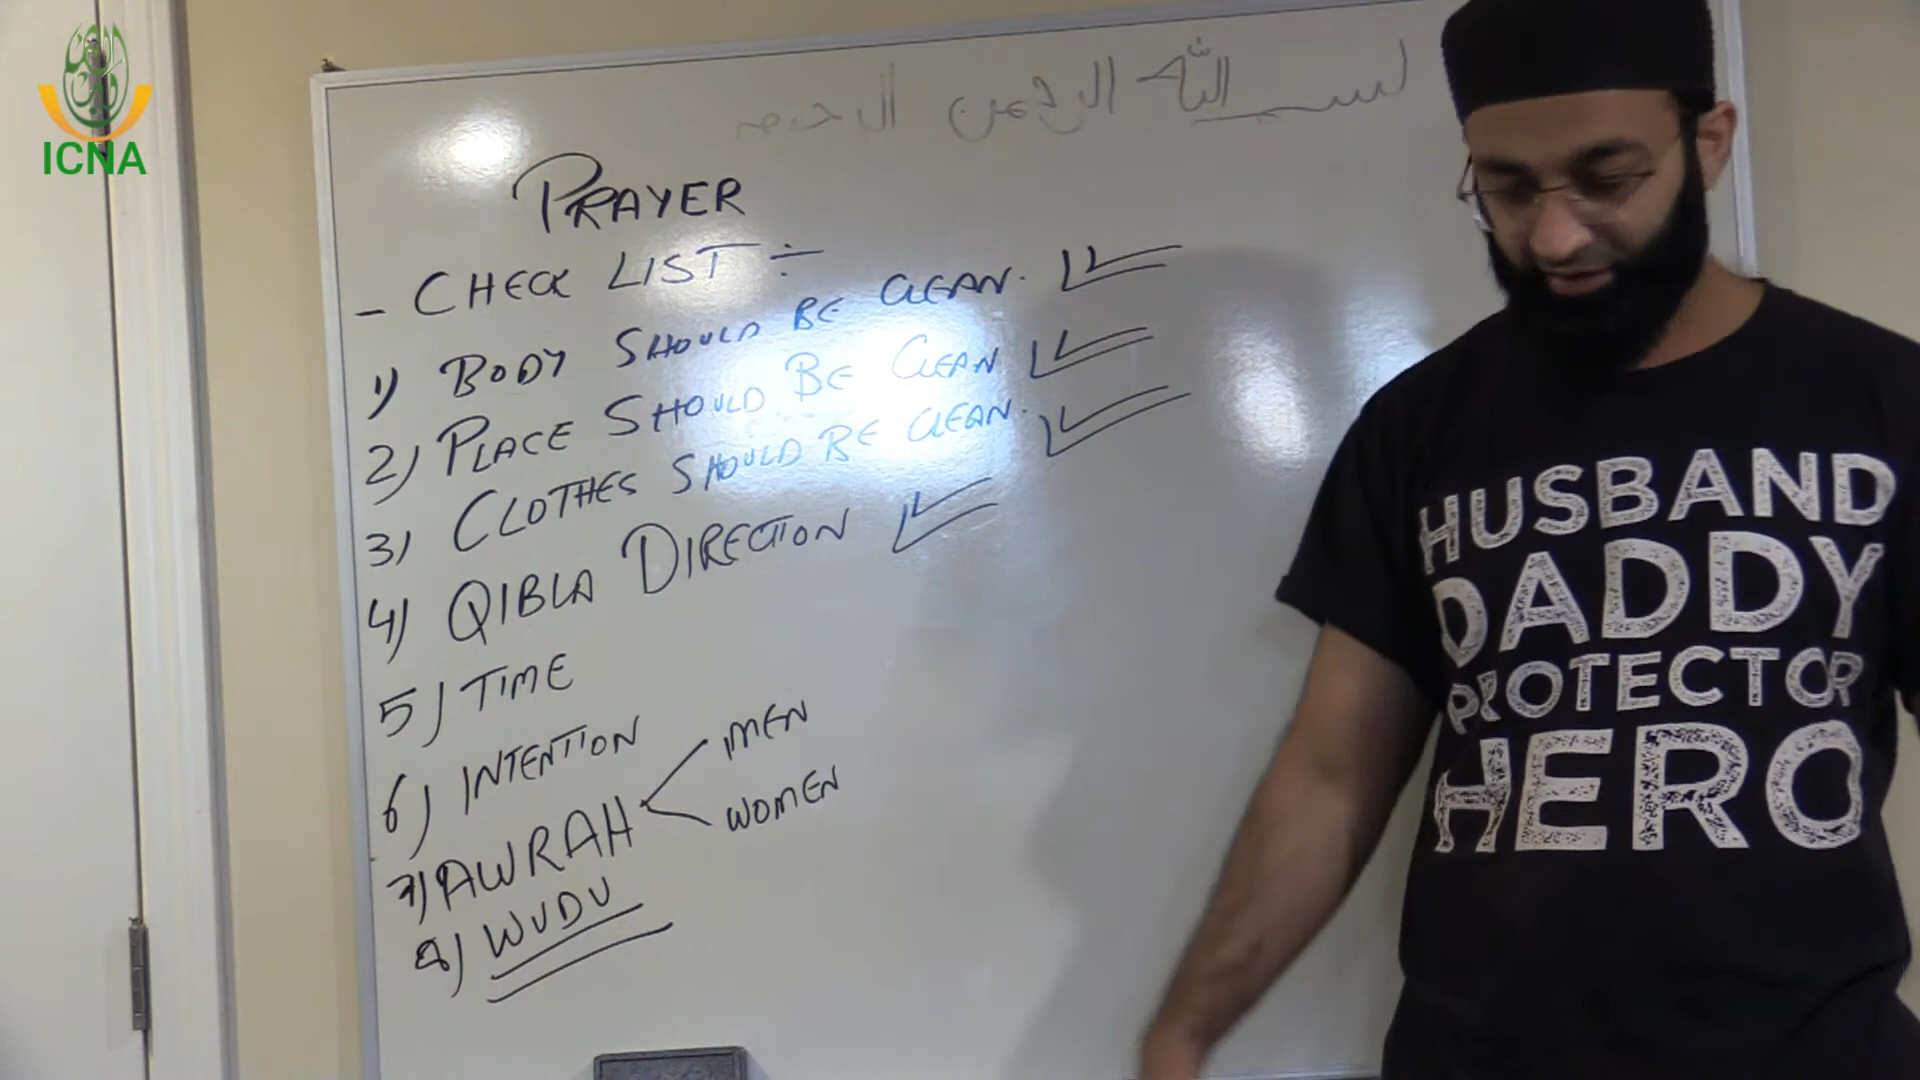 ICNA
بسم الله الرحمن الرحيم
PRAYER
- CHECK LIST ÷
1) BODY SHOULD BE CLEAN.
2) PLACE SHOULD BE CLEAN
3) CLOTHES SHOULD BE CLEAN.
4) QIBLA DIRECTION
5) TIME
6) INTENTION
7) AWRAH
MEN
WOMEN
8) WUDU
HUSBAND
DADDY
PROTECTOR
HERO